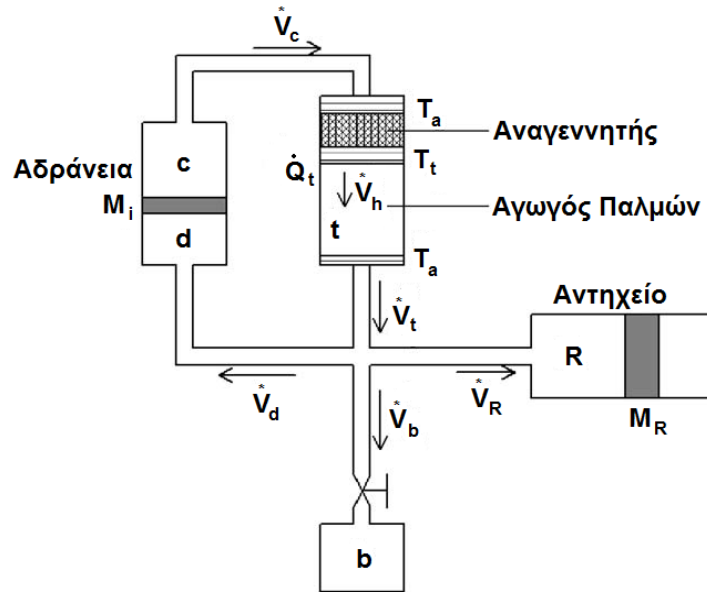 V̊c
Ta
Αναγεννητής
c
Αδράνεια
Q̇t
Tt
Mi
V̊h
Αγωγός Παλμών
d
t
Ta
V̊t
Αντηχείο
R
V̊d
V̊R
V̊b
MR
b